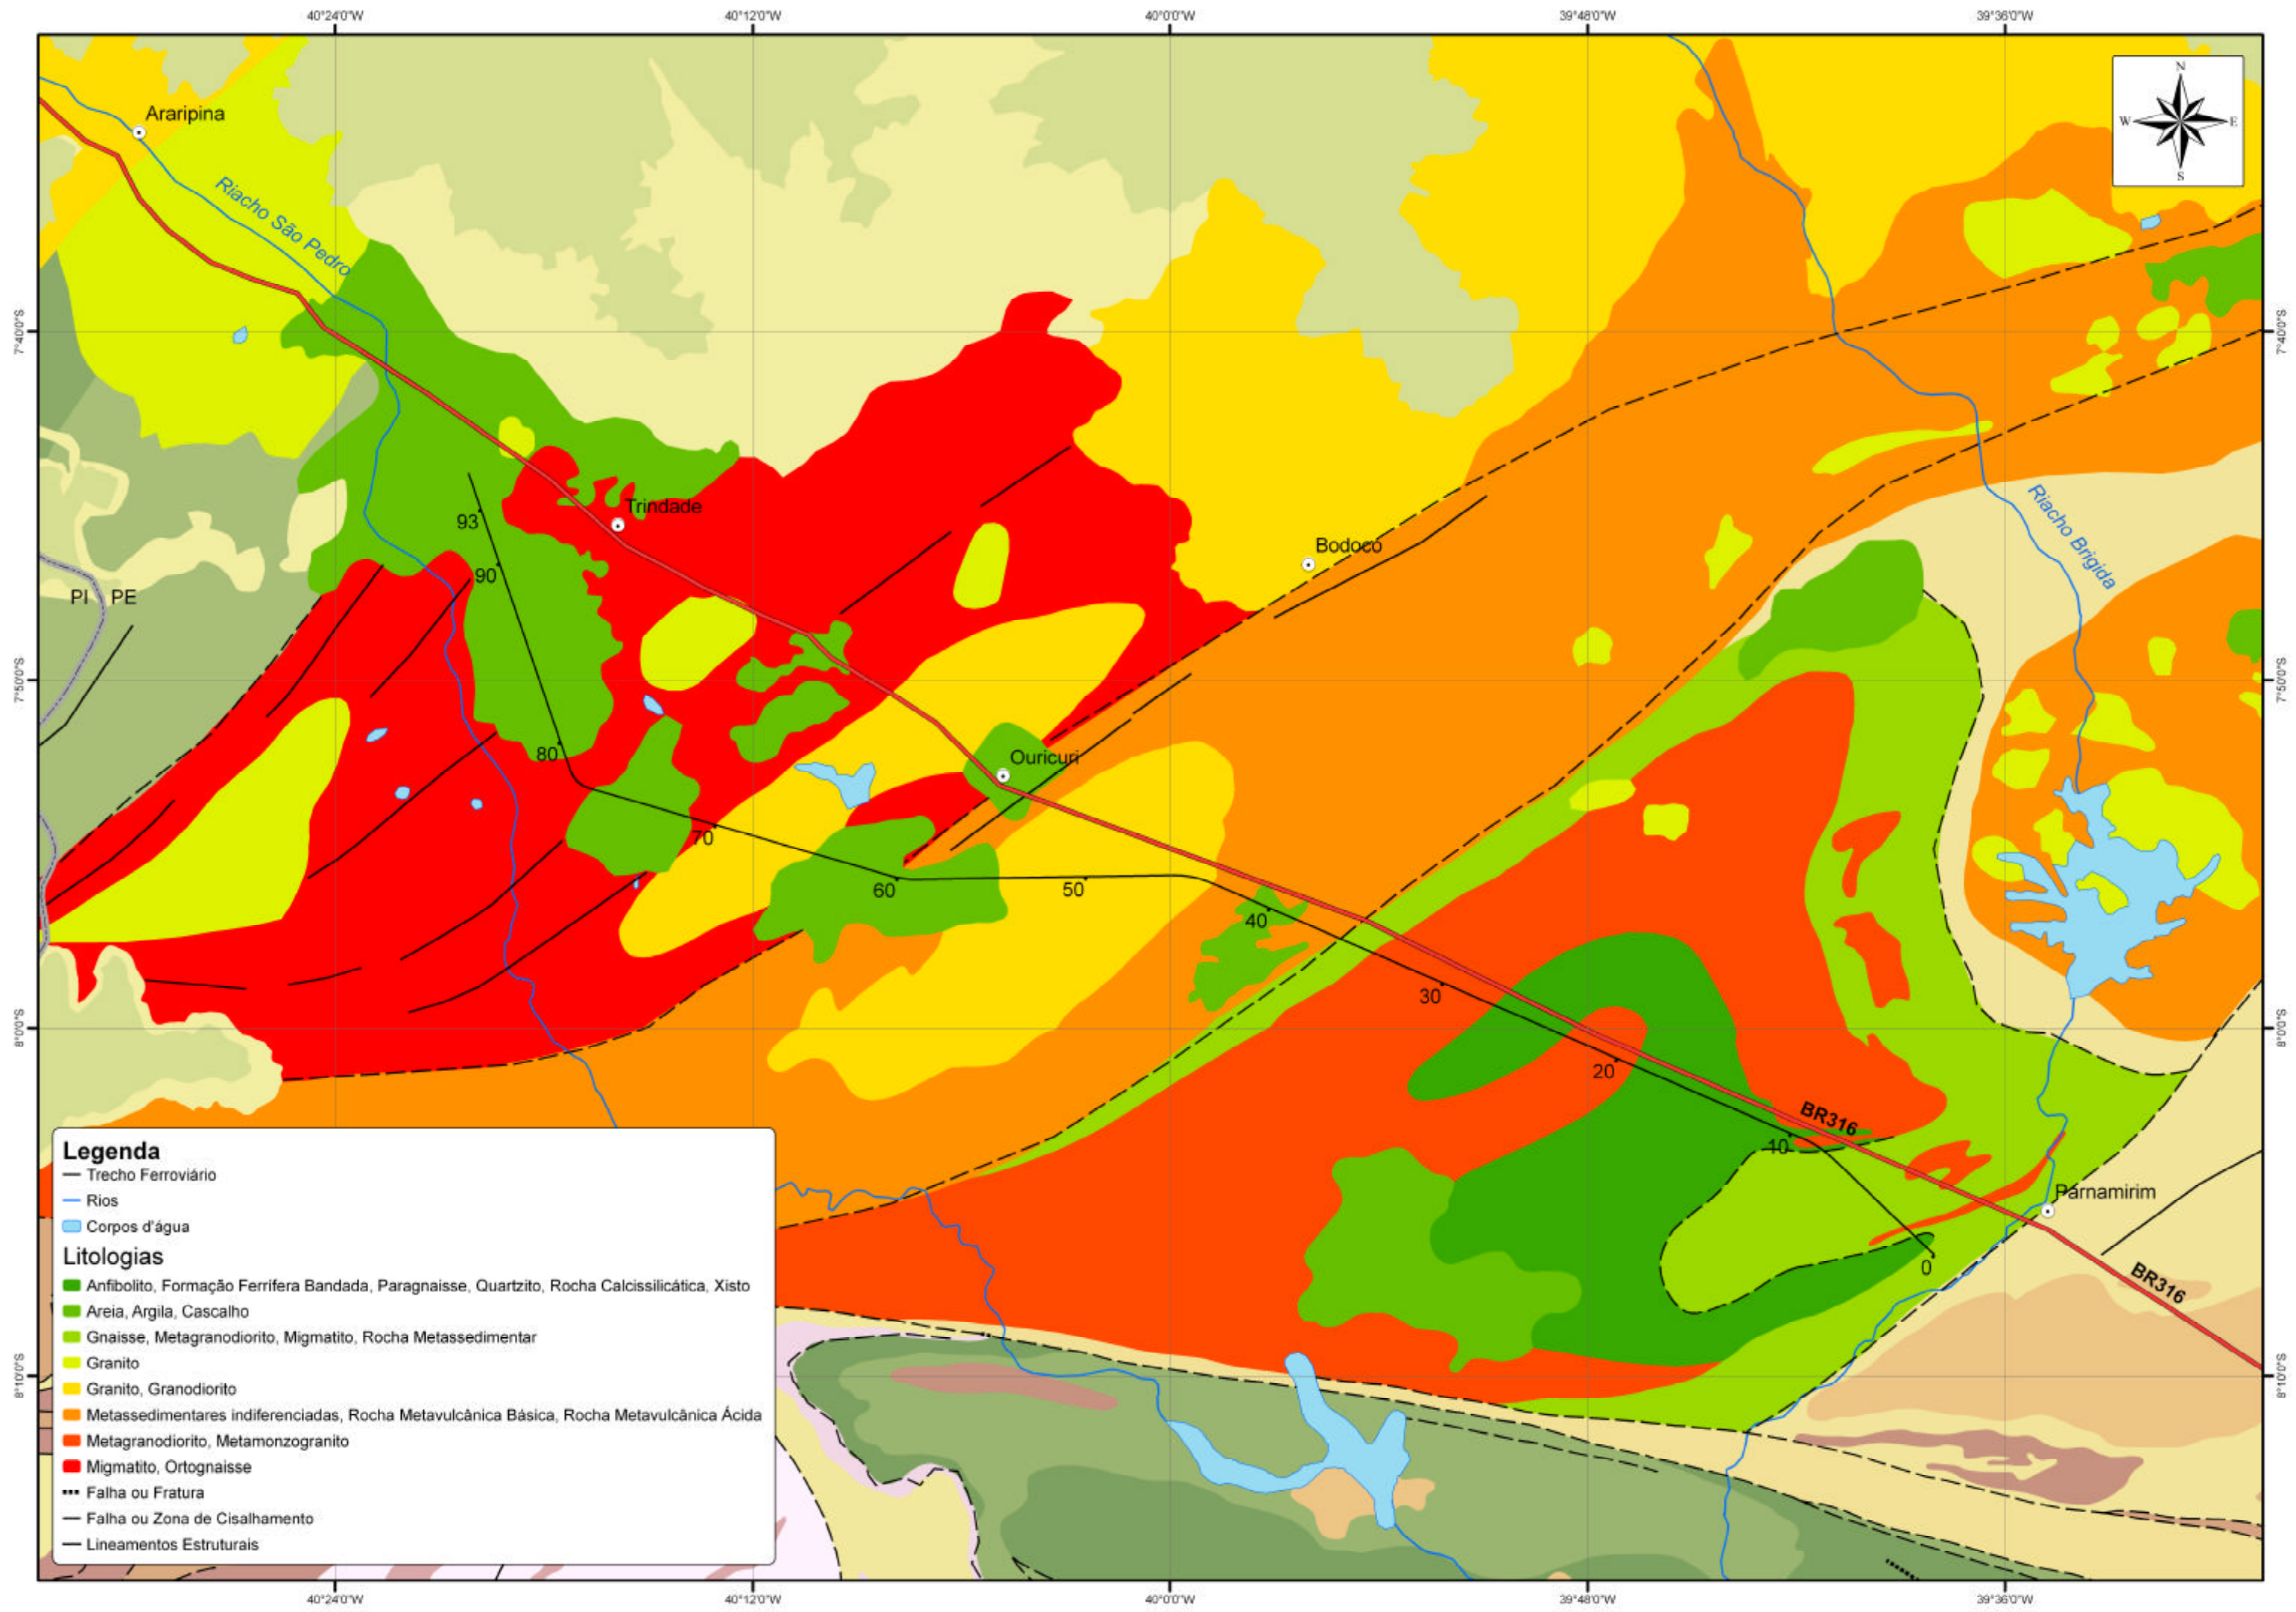 40°24'0"W
40°12'0"W
40°0'0"W
39°48'0"W
39°36'0"W
N
W
E
S
Araripina
Riacho São Pedro
7°40'0"S
7°40'0"S
Trindade
93
Bodocó
Riacho Brigida
90
PI
PE
7°50'0"S
7°50'0"S
80
Ouricuri
70
60
50
40
30
8°0'0"S
8°0'0"S
20
BR316
10
Parnamirim
0
BR316
8°10'0"S
8°10'0"S
Legenda
Trecho Ferroviário
Rios
Corpos d'água
Litologias
Anfibolito, Formação Ferrífera Bandada, Paragnaisse, Quartzito, Rocha Calcissilicática, Xisto
Areia, Argila, Cascalho
Gnaisse, Metagranodiorito, Migmatito, Rocha Metassedimentar
Granito
Granito, Granodiorito
Metassedimentares indiferenciadas, Rocha Metavulcânica Básica, Rocha Metavulcânica Ácida
Metagranodiorito, Metamonzogranito
Migmatito, Ortognaisse
Falha ou Fratura
Falha ou Zona de Cisalhamento
Lineamentos Estruturais
40°24'0"W
40°12'0"W
40°0'0"W
39°48'0"W
39°36'0"W